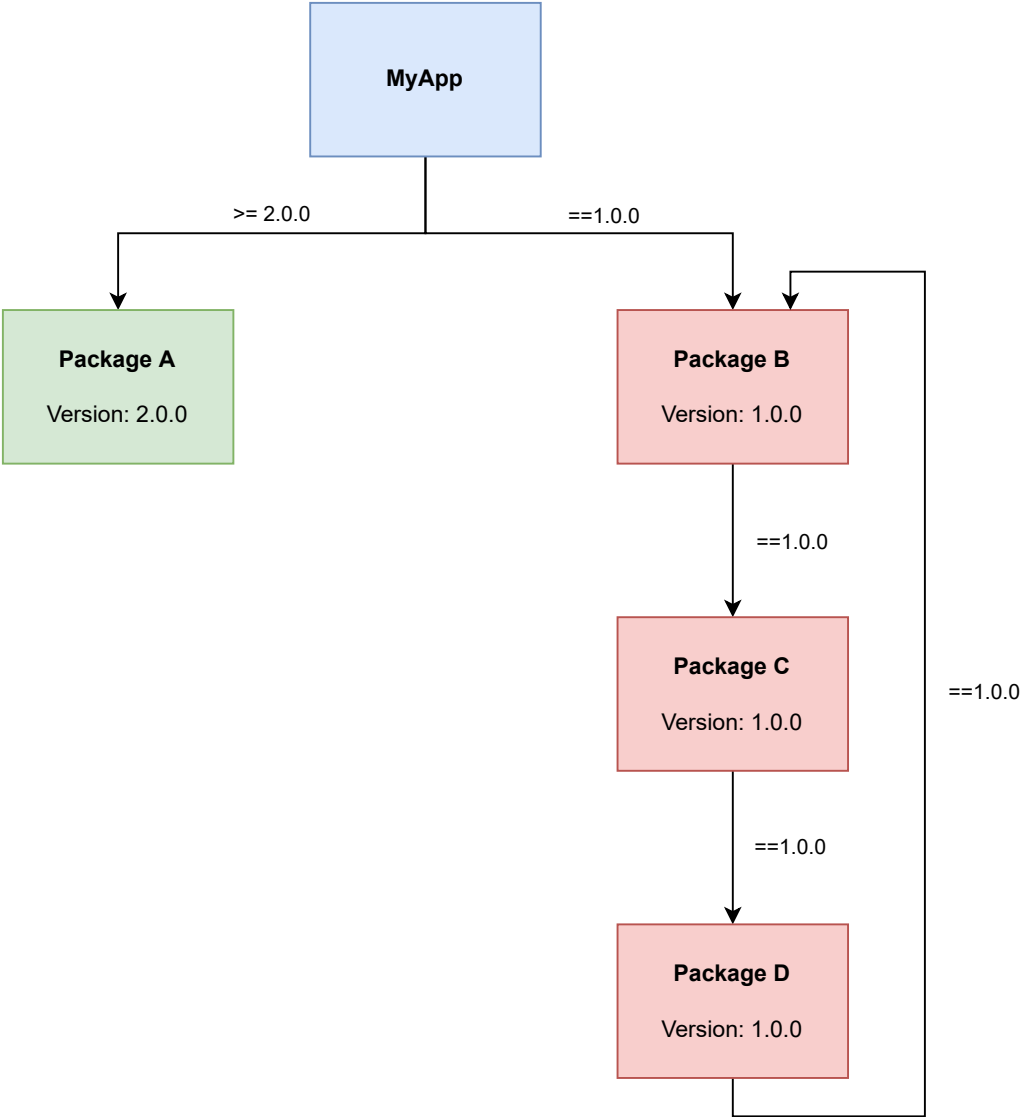 MyApp
>= 2.0.0
==1.0.0
Package A
Version: 2.0.0
Package B
Version: 1.0.0
==1.0.0
Package C
Version: 1.0.0
==1.0.0
==1.0.0
Package D
Version: 1.0.0